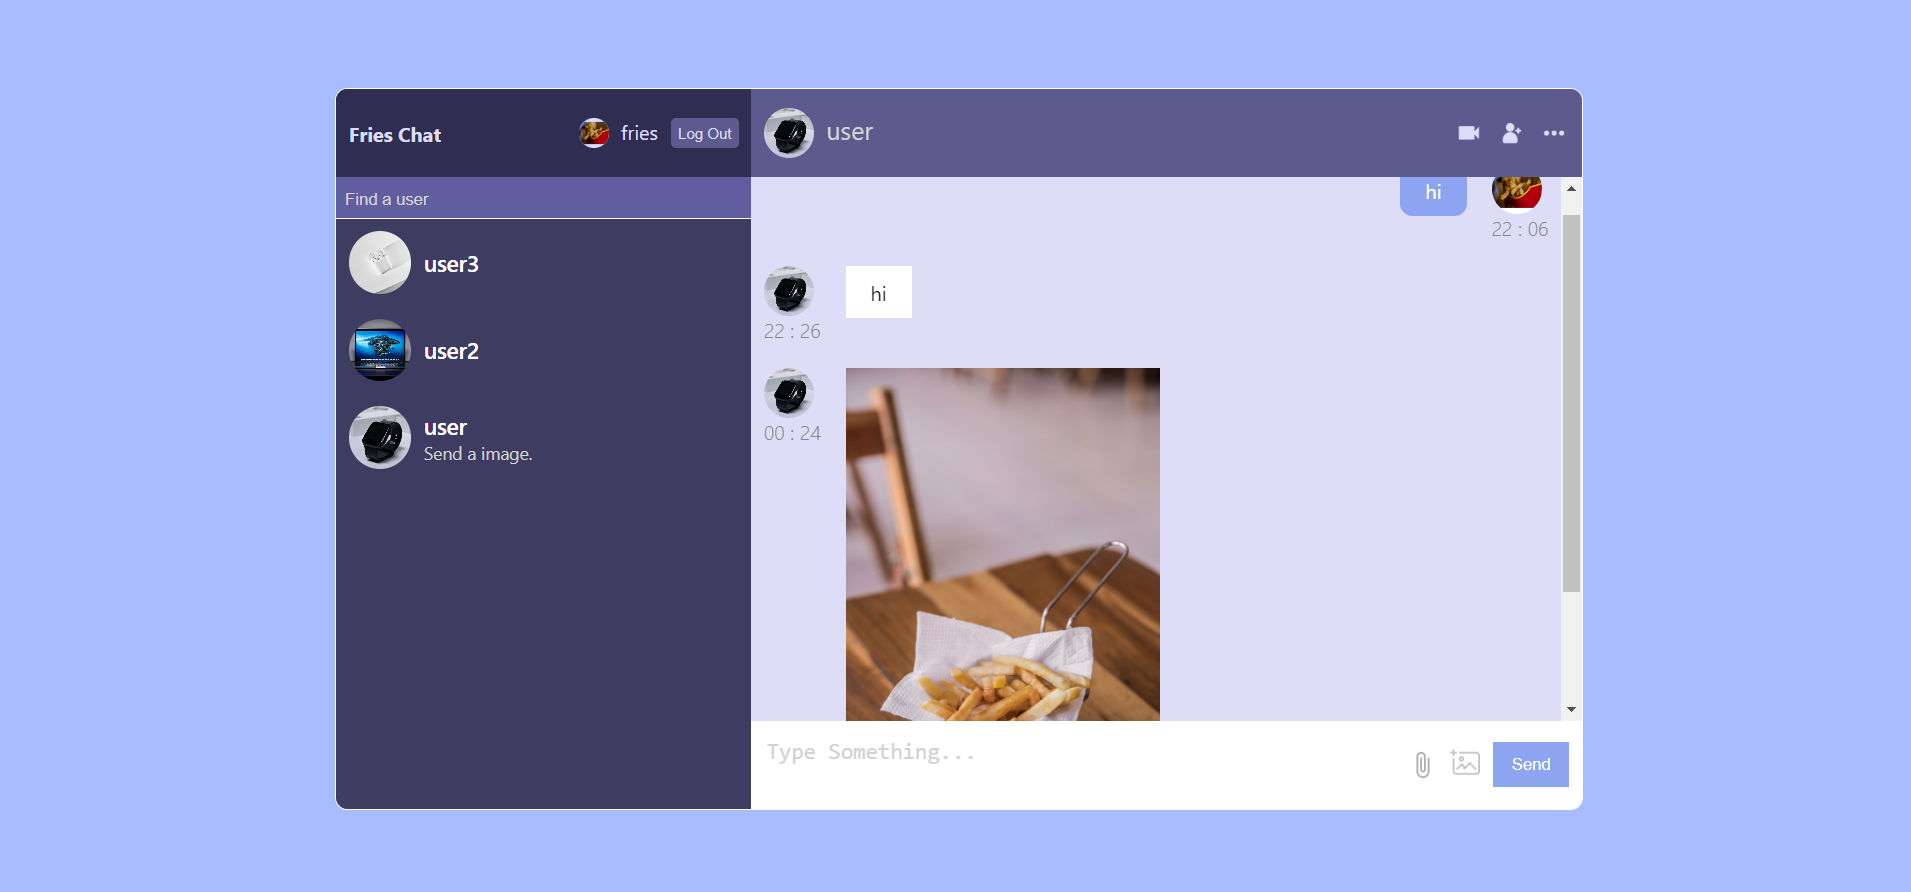 Fries Chat
fries
Log Out
Find a user
user3
user2
user
Send a image.
user
hi
22 : 06
hi
22 : 26
00 : 24
Type Something...
Send